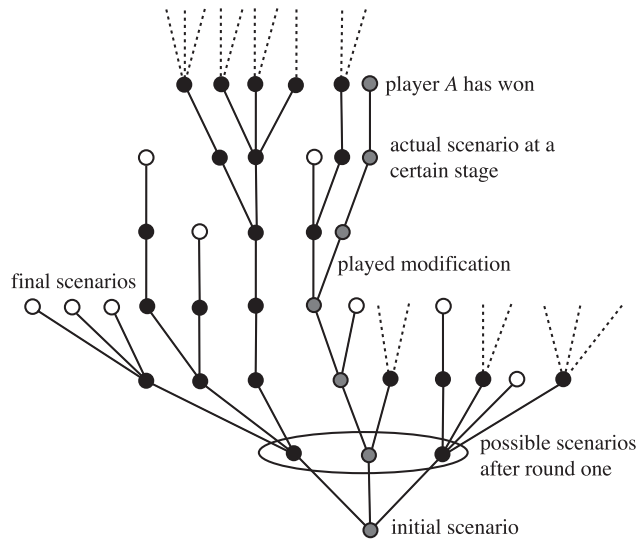 player A has won
actual scenario at a
certain stage
played modification
final scenarios
possible scenarios
after round one
initial scenario